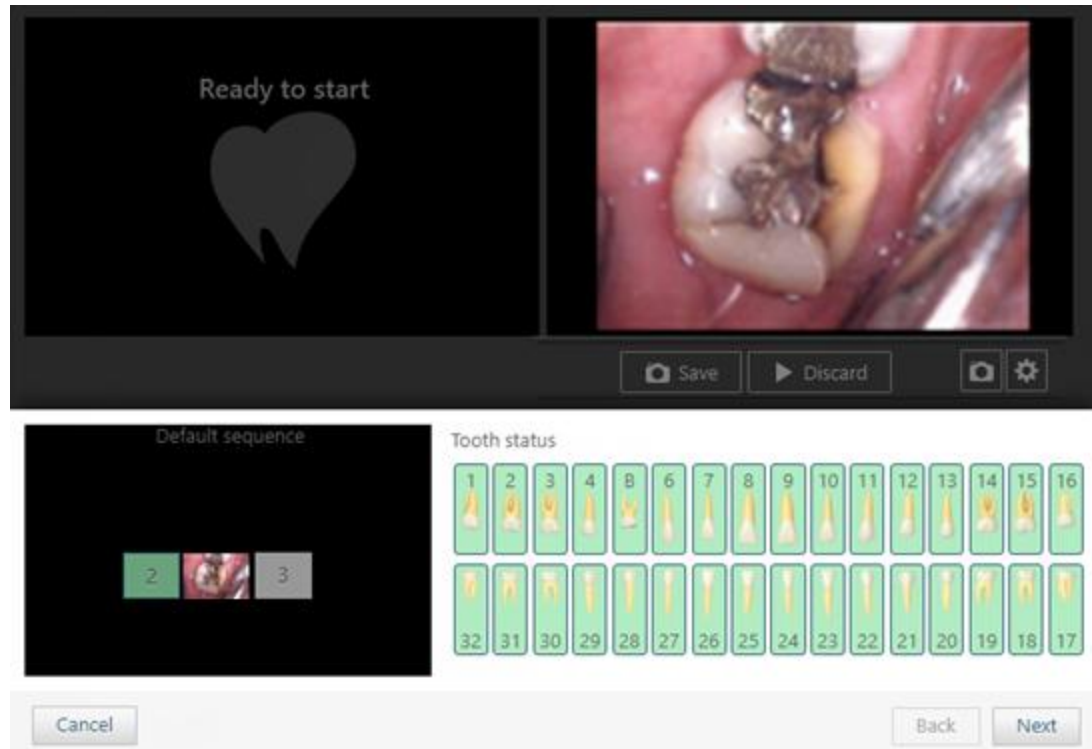 Ready to start
Save
Discard
Default sequence
2
3
Tooth status
1 2 3 4 B 6 7 8 9 10 11 12 13 14 15 16
32 31 30 29 28 27 26 25 24 23 22 21 20 19 18 17
Cancel
Back
Next